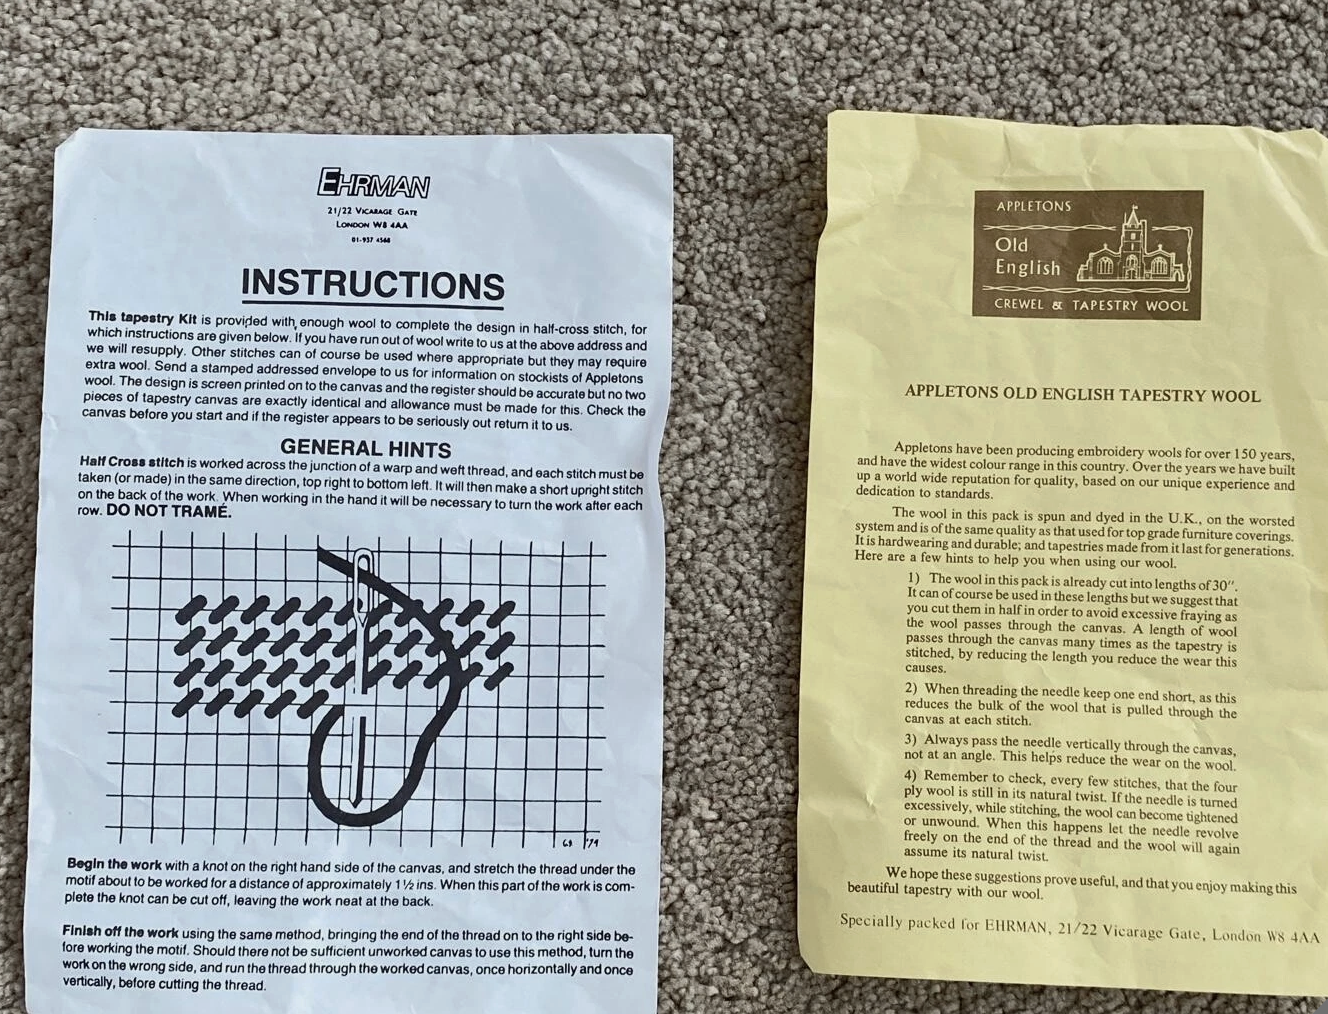 EHRMAN
21/22 VICARAGE GATE
LONDON W8 4AA
01-937 4568
INSTRUCTIONS
This tapestry Kit is provided with enough wool to complete the design in half-cross stitch, for
which instructions are given below. If you have run out of wool write to us at the above address and
we will resupply. Other stitches can of course be used where appropriate but they may require
extra wool. Send a stamped addressed envelope to us for information on stockists of Appletons
wool. The design is screen printed on to the canvas and the register should be accurate but no two
pieces of tapestry canvas are exactly identical and allowance must be made for this. Check the
canvas before you start and if the register appears to be seriously out return it to us.
GENERAL HINTS
Half Cross stitch is worked across the junction of a warp and weft thread, and each stitch must be
taken (or made) in the same direction, top right to bottom left. It will then make a short upright stitch
on the back of the work. When working in the hand it will be necessary to turn the work after each
row. DO NOT TRAMÉ.
Begin the work with a knot on the right hand side of the canvas, and stretch the thread under the
motif about to be worked for a distance of approximately 1½ ins. When this part of the work is com-
plete the knot can be cut off, leaving the work neat at the back.
Finish off the work using the same method, bringing the end of the thread on to the right side be-
fore working the motif. Should there not be sufficient unworked canvas to use this method, turn the
work on the wrong side, and run the thread through the worked canvas, once horizontally and once
vertically, before cutting the thread.
APPLETONS
Old
English
CREWEL & TAPESTRY WOOL
APPLETONS OLD ENGLISH TAPESTRY WOOL
Appletons have been producing embroidery wools for over 150 years,
and have the widest colour range in this country. Over the years we have built
up a world wide reputation for quality, based on our unique experience and
dedication to standards.
The wool in this pack is spun and dyed in the U.K., on the worsted
system and is of the same quality as that used for top grade furniture coverings.
It is hardwearing and durable; and tapestries made from it last for generations.
Here are a few hints to help you when using our wool.
1) The wool in this pack is already cut into lengths of 30".
It can of course be used in these lengths but we suggest that
you cut them in half in order to avoid excessive fraying as
the wool passes through the canvas. A length of wool
passes through the canvas many times as the tapestry is
stitched, by reducing the length you reduce the wear this
causes.
2) When threading the needle keep one end short, as this
reduces the bulk of the wool that is pulled through the
canvas at each stitch.
3) Always pass the needle vertically through the canvas,
not at an angle. This helps reduce the wear on the wool.
4) Remember to check, every few stitches, that the four
ply wool is still in its natural twist. If the needle is turned
excessively, while stitching, the wool can become tightened
or unwound. When this happens let the needle revolve
freely on the end of the thread and the wool will again
assume its natural twist.
We hope these suggestions prove useful, and that you enjoy making this
beautiful tapestry with our wool.
Specially packed for EHRMAN, 21/22 Vicarage Gate, London W8 4AA